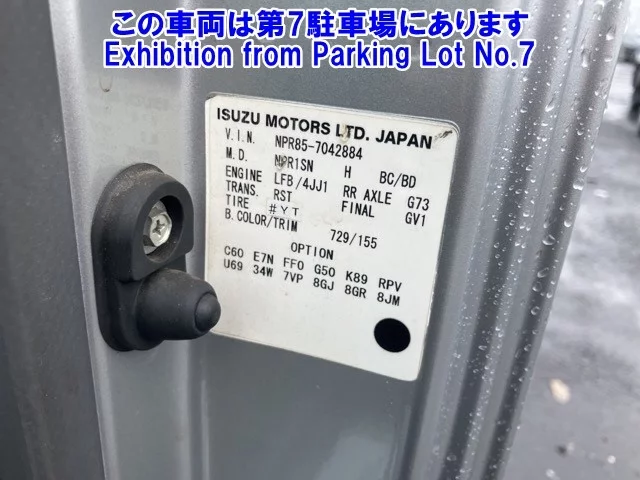 この車両は第7駐車場にあります
Exhibition from Parking Lot No.7
ISUZU MOTORS LTD. JAPAN
V.I.N. NPR85-7042884
M.D. NPR1SN H BC/BD
ENGINE LFB/4JJ1 RR AXLE G73
TRANS. RST FINAL GV1
TIRE #YT
B.COLOR/TRIM 729/155
OPTION
C60 E7N FF0 G50 K89 RPV
U69 34W 7VP 8GJ 8GR 8JM